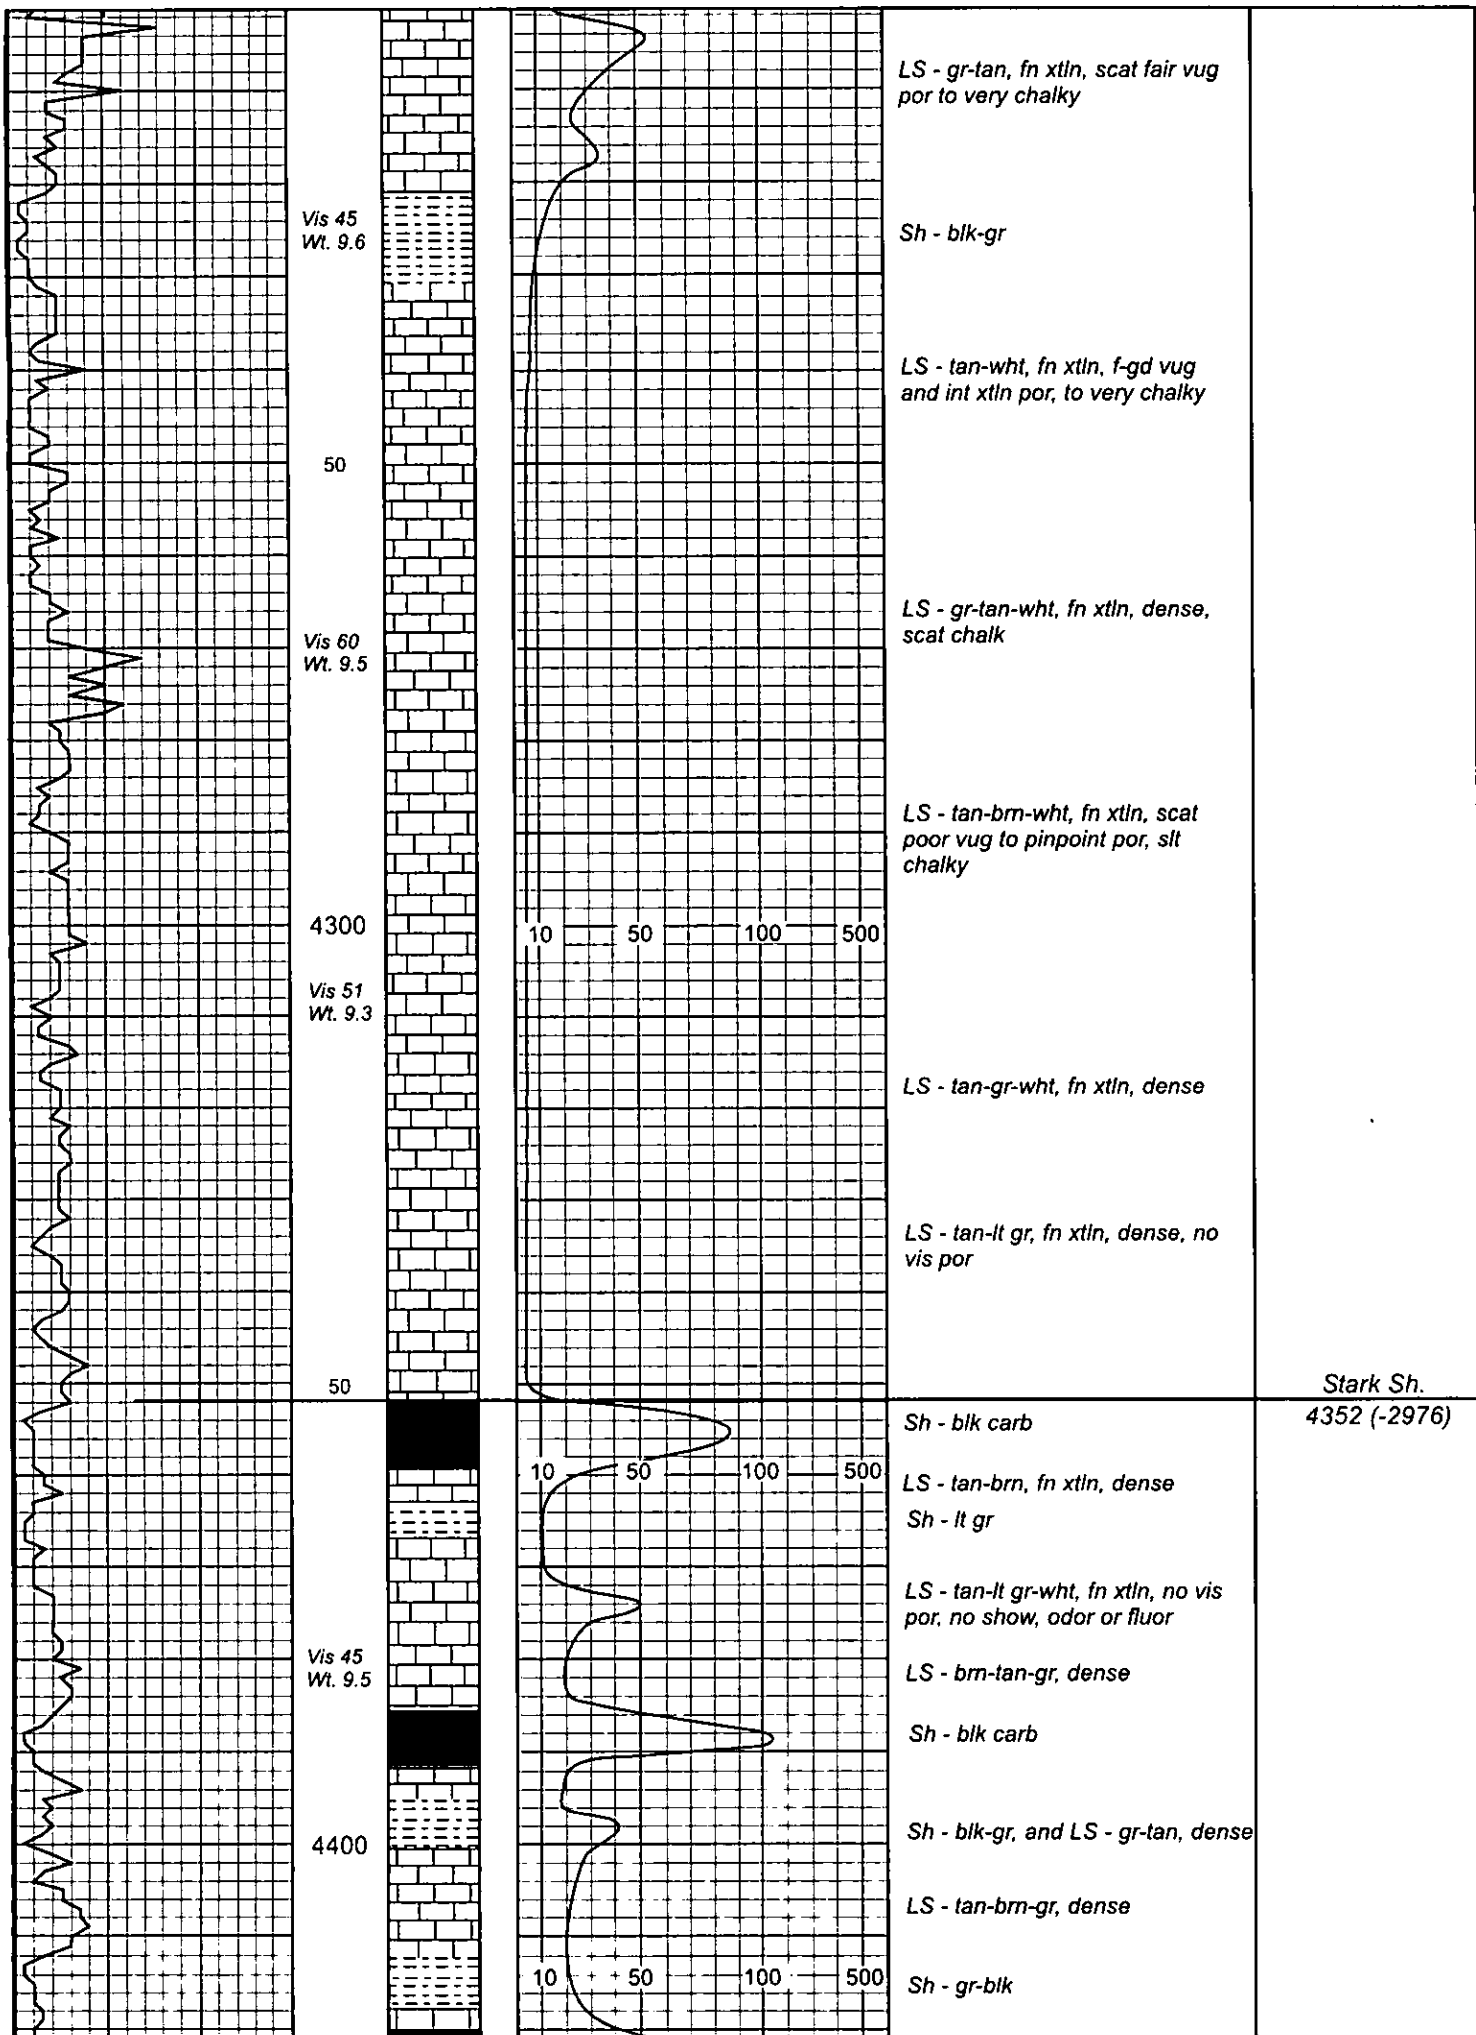 LS - gr-tan, fn xtln, scat fair vug
por to very chalky
Vis 45
Wt. 9.6
Sh - blk-gr
LS - tan-wht, fn xtln, f-gd vug
and int xtln por, to very chalky
50
LS - gr-tan-wht, fn xtln, dense,
scat chalk
Vis 60
Wt. 9.5
LS - tan-brn-wht, fn xtln, scat
poor vug to pinpoint por, slt
chalky
4300
10 50 100 500
Vis 51
Wt. 9.3
LS - tan-gr-wht, fn xtln, dense
LS - tan-lt gr, fn xtln, dense, no
vis por
50
Stark Sh.
4352 (-2976)
Sh - blk carb
10 50 100 500
LS - tan-brn, fn xtln, dense
Sh - lt gr
LS - tan-lt gr-wht, fn xtln, no vis
por, no show, odor or fluor
Vis 45
Wt. 9.5
LS - brn-tan-gr, dense
Sh - blk carb
Sh - blk-gr, and LS - gr-tan, dense
4400
LS - tan-brn-gr, dense
10 50 100 500
Sh - gr-blk